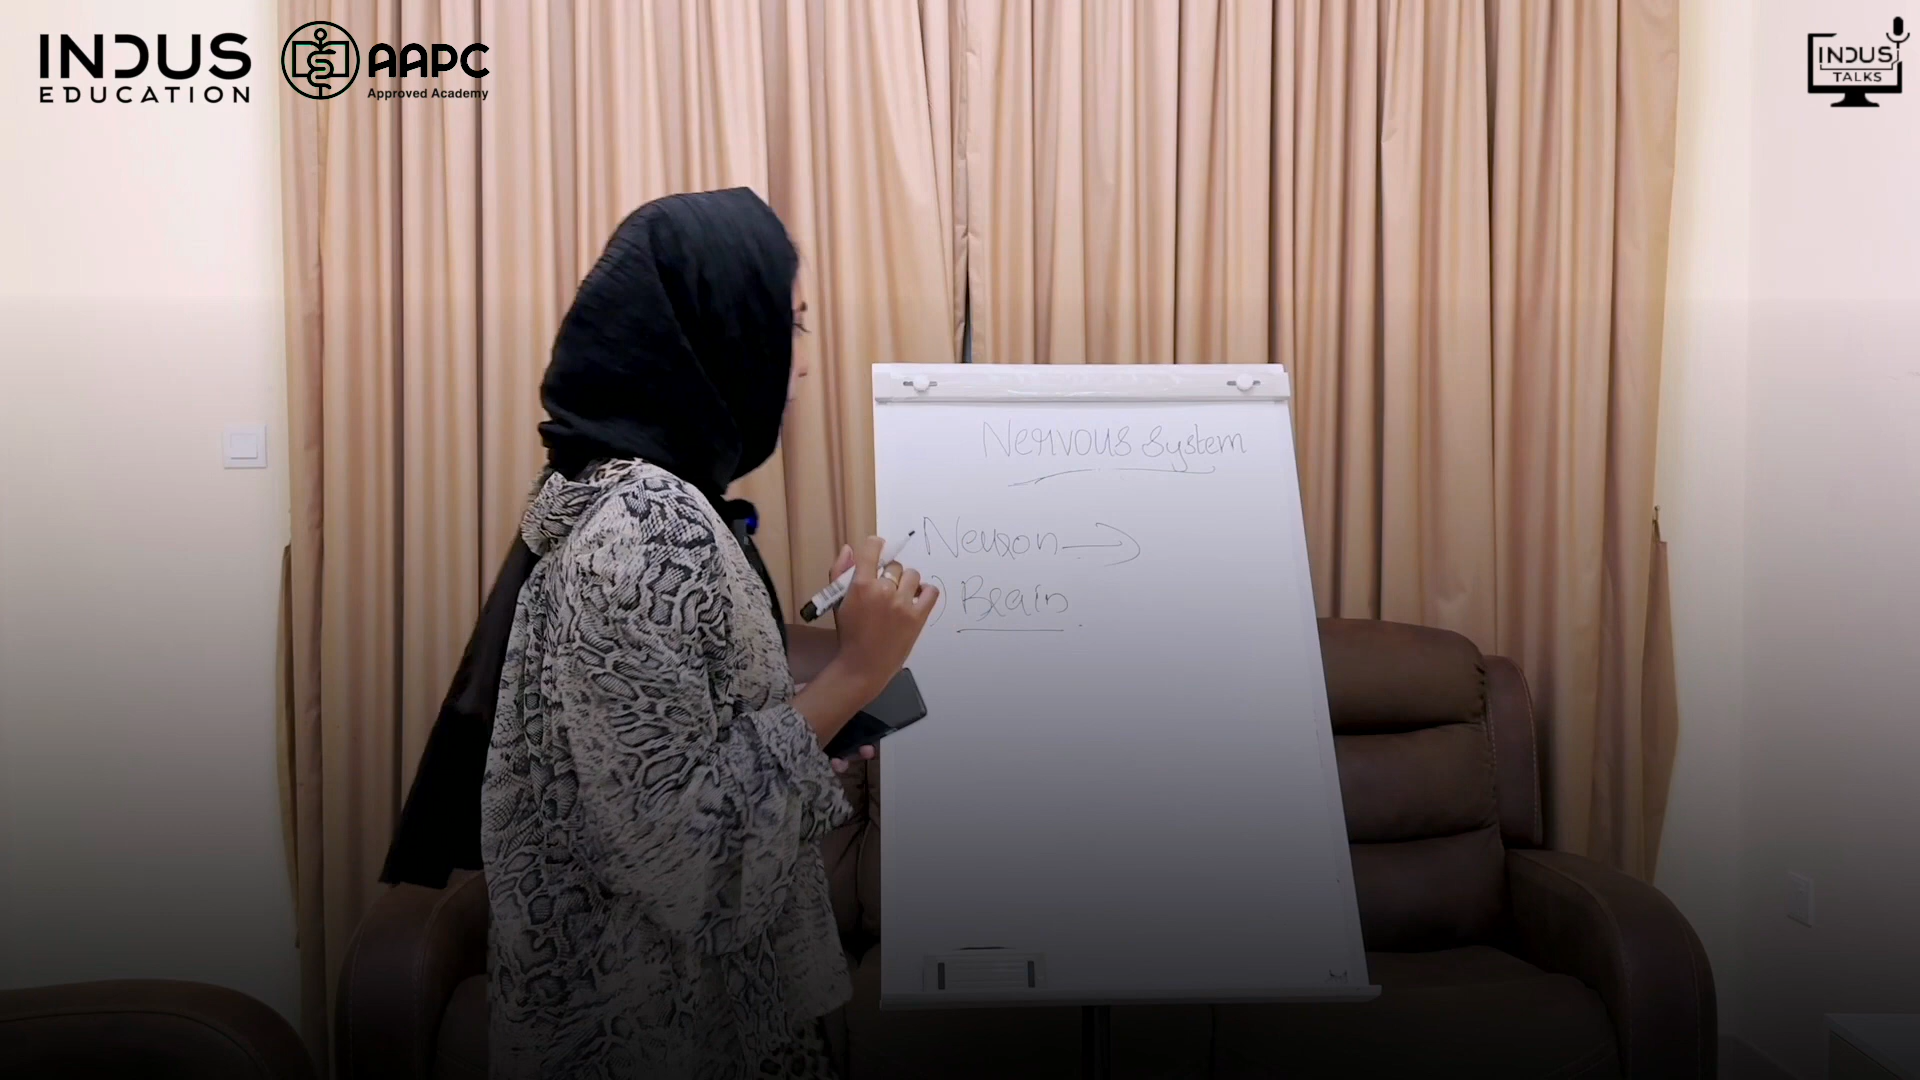 INDUS
EDUCATION
AAPC
Approved Academy
INDUS
TALKS
Nervous System
Neuron →
) Brain